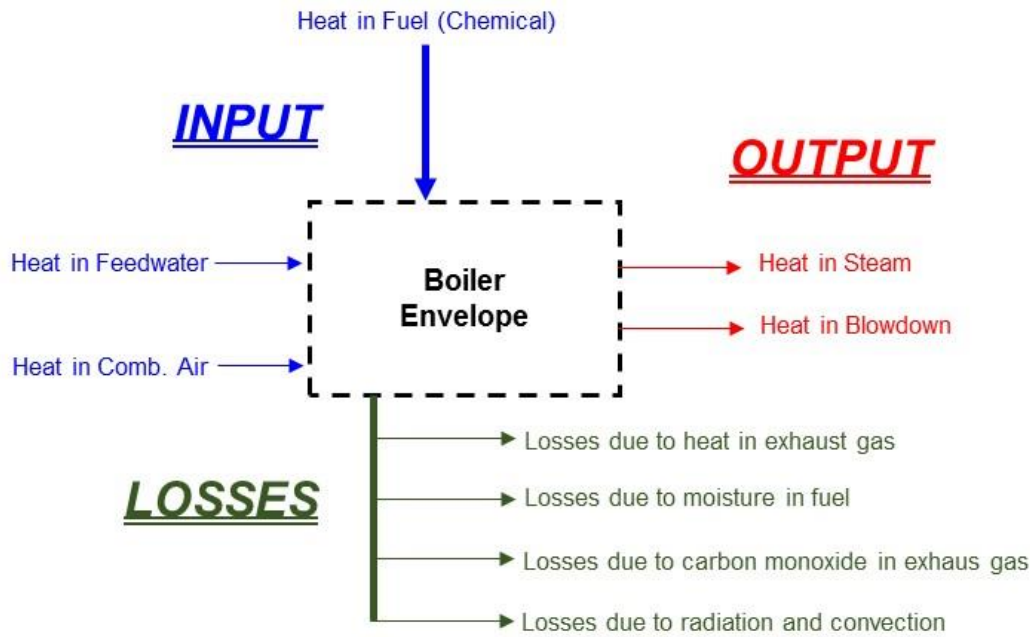 Heat in Fuel (Chemical)
INPUT
OUTPUT
Heat in Feedwater
Boiler
Envelope
Heat in Steam
Heat in Blowdown
Heat in Comb. Air
LOSSES
Losses due to heat in exhaust gas
Losses due to moisture in fuel
Losses due to carbon monoxide in exhaus gas
Losses due to radiation and convection